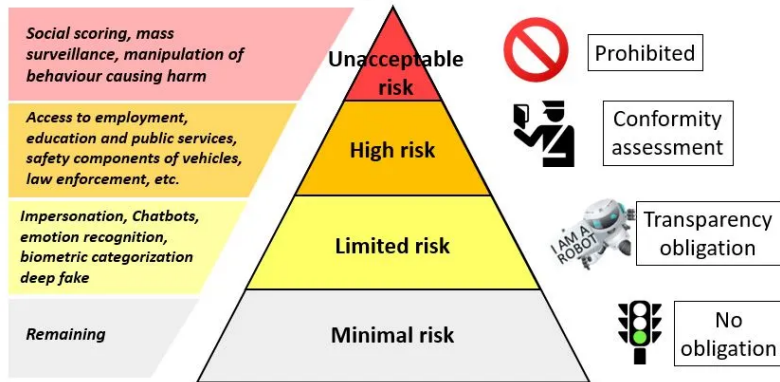 Social scoring, mass
surveillance, manipulation of
behaviour causing harm
Unacceptable
risk
Prohibited
Access to employment,
education and public services,
safety components of vehicles,
law enforcement, etc.
High risk
Conformity
assessment
Impersonation, Chatbots,
emotion recognition,
biometric categorization
deep fake
Limited risk
I AM A
ROBOT
Transparency
obligation
Remaining
Minimal risk
No
obligation